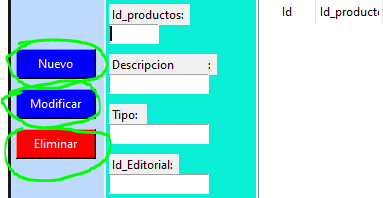 Id_productos:
Id Id_producto
Nuevo
Descripcion :
Modificar
Tipo:
Eliminar
Id_Editorial: